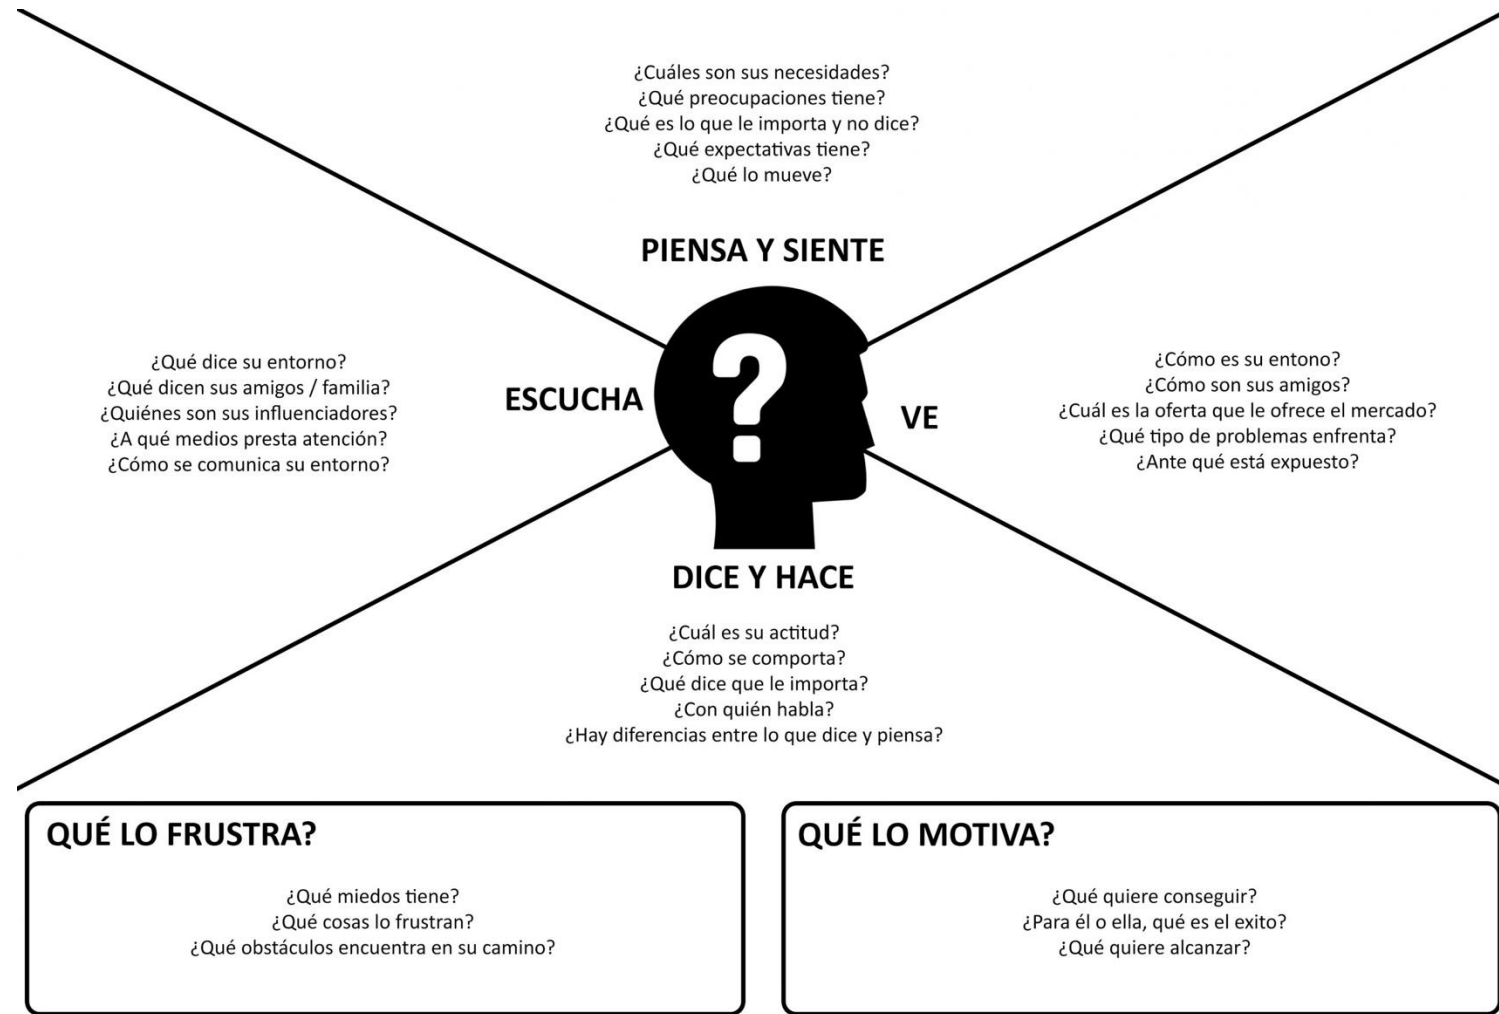 ¿Cuáles son sus necesidades?
¿Qué preocupaciones tiene?
¿Qué es lo que le importa y no dice?
¿Qué expectativas tiene?
¿Qué lo mueve?
PIENSA Y SIENTE
¿Qué dice su entorno?
¿Qué dicen sus amigos / familia?
¿Quiénes son sus influenciadores?
¿A qué medios presta atención?
¿Cómo se comunica su entorno?
ESCUCHA
?
VE
¿Cómo es su entono?
¿Cómo son sus amigos?
¿Cuál es la oferta que le ofrece el mercado?
¿Qué tipo de problemas enfrenta?
¿Ante qué está expuesto?
DICE Y HACE
¿Cuál es su actitud?
¿Cómo se comporta?
¿Qué dice que le importa?
¿Con quién habla?
¿Hay diferencias entre lo que dice y piensa?
QUÉ LO FRUSTRA?
¿Qué miedos tiene?
¿Qué cosas lo frustran?
¿Qué obstáculos encuentra en su camino?
QUÉ LO MOTIVA?
¿Qué quiere conseguir?
¿Para él o ella, qué es el exito?
¿Qué quiere alcanzar?